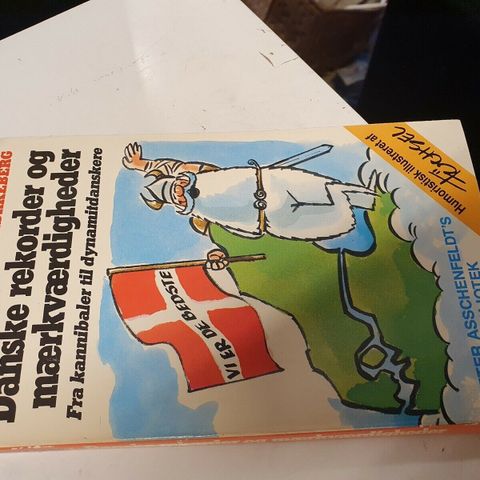 Danske rekorder og
mærkværdigheder
Fra kannibaler til dynamitdanskere
Humoristisk illustreret af
VI ER DE BEDSTE
ASSCHENFELDT'S